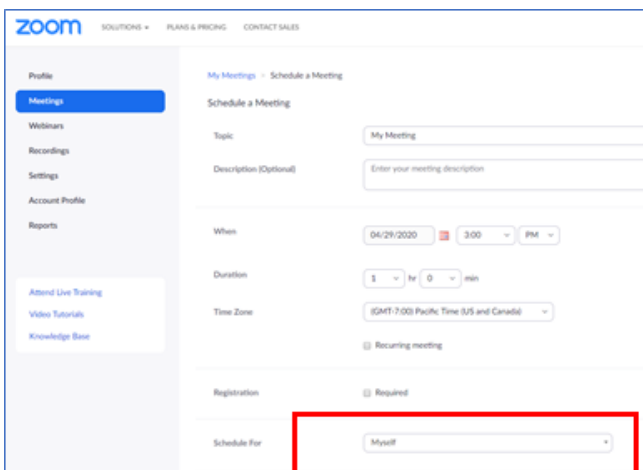 zoom SOLUTIONS PLANS & PRICING CONTACT SALES
Profile
Meetings
Webinars
Recordings
Settings
Account Profile
Reports
Attend Live Training
Video Tutorials
Knowledge Base
My Meetings > Schedule a Meeting
Schedule a Meeting
Topic My Meeting
Description (Optional) Enter your meeting description
When 04/29/2020 3:00 PM
Duration 1 hr 0 min
Time Zone (GMT-7:00) Pacific Time (US and Canada)
Recurring meeting
Registration Required
Schedule For Myself